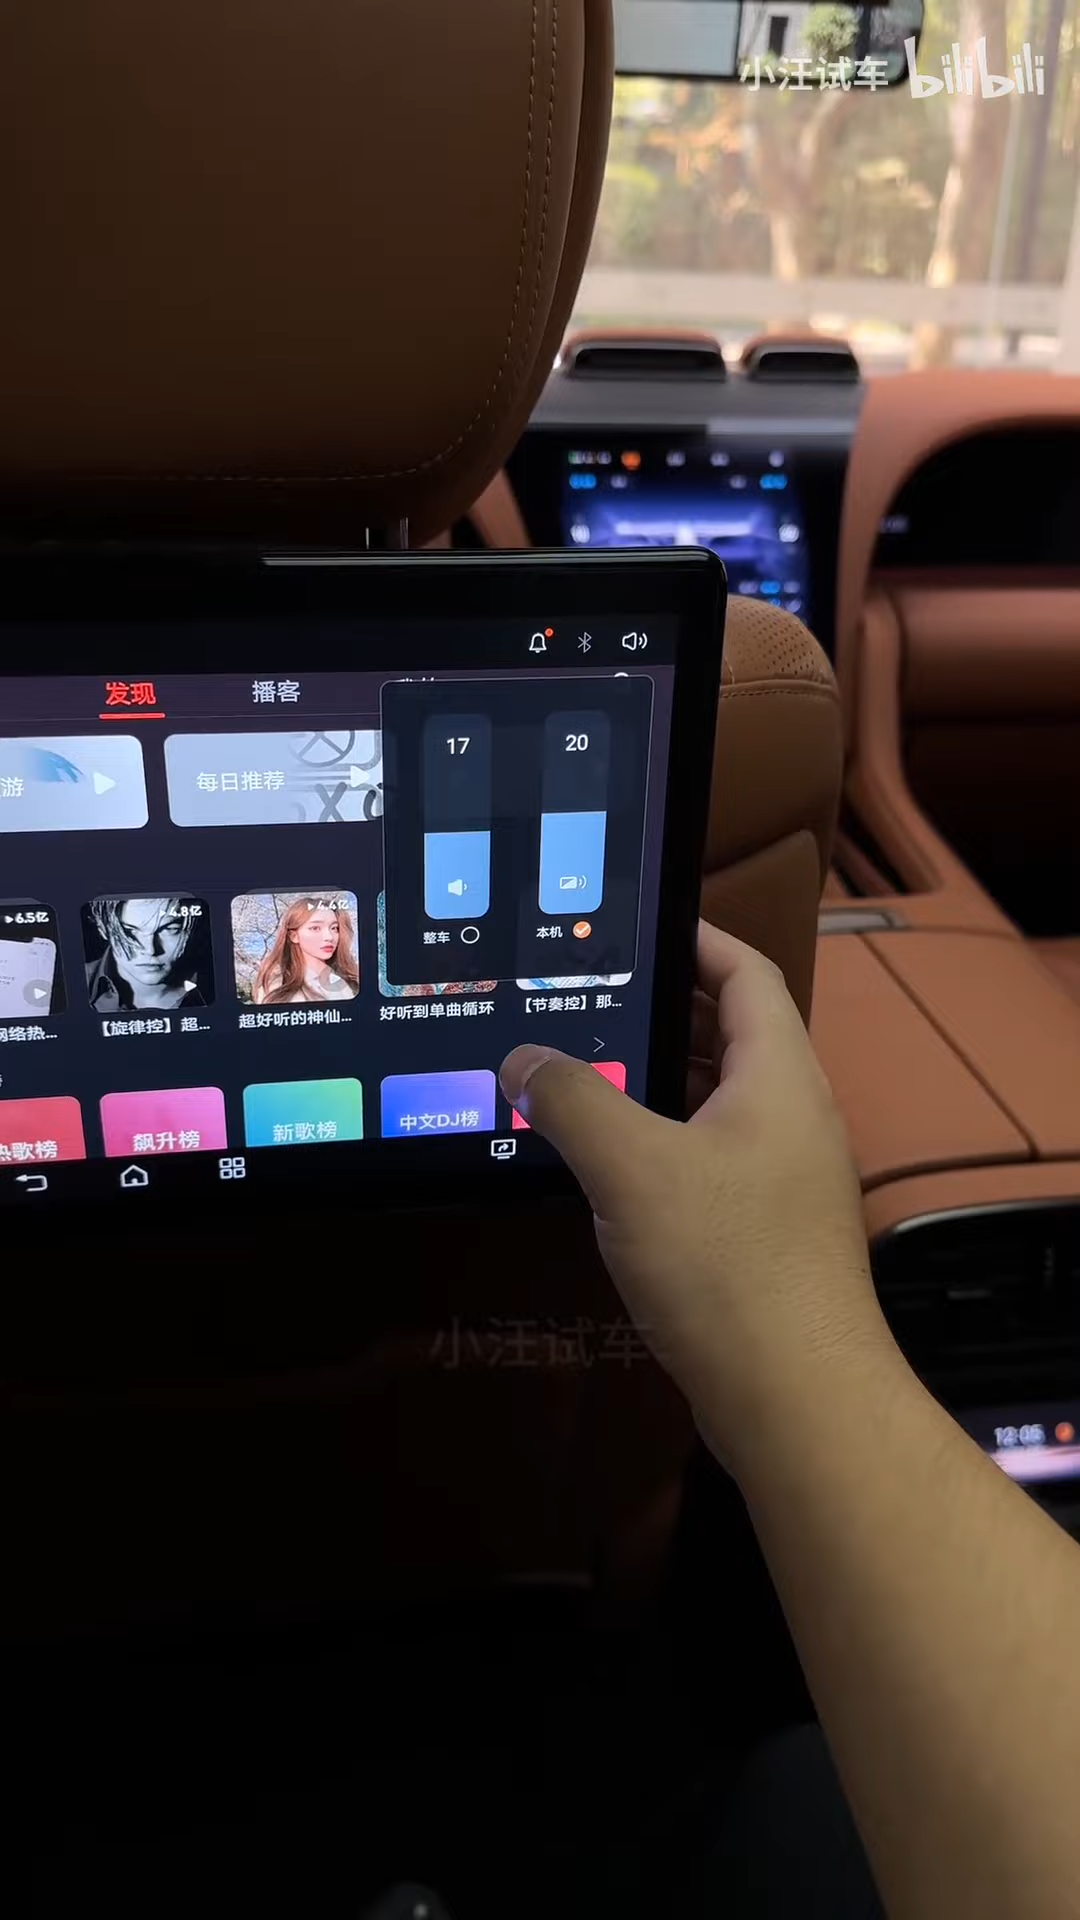 小汪试车 bilibili
发现 播客
17 20
游 每日推荐
整车 本机
6.5亿 4.8亿 4.4亿
网络热... 【旋律控】超... 超好听的神仙... 好听到单曲循环 【节奏控】那...
热歌榜 飙升榜 新歌榜 中文DJ榜
小汪试车
12:05